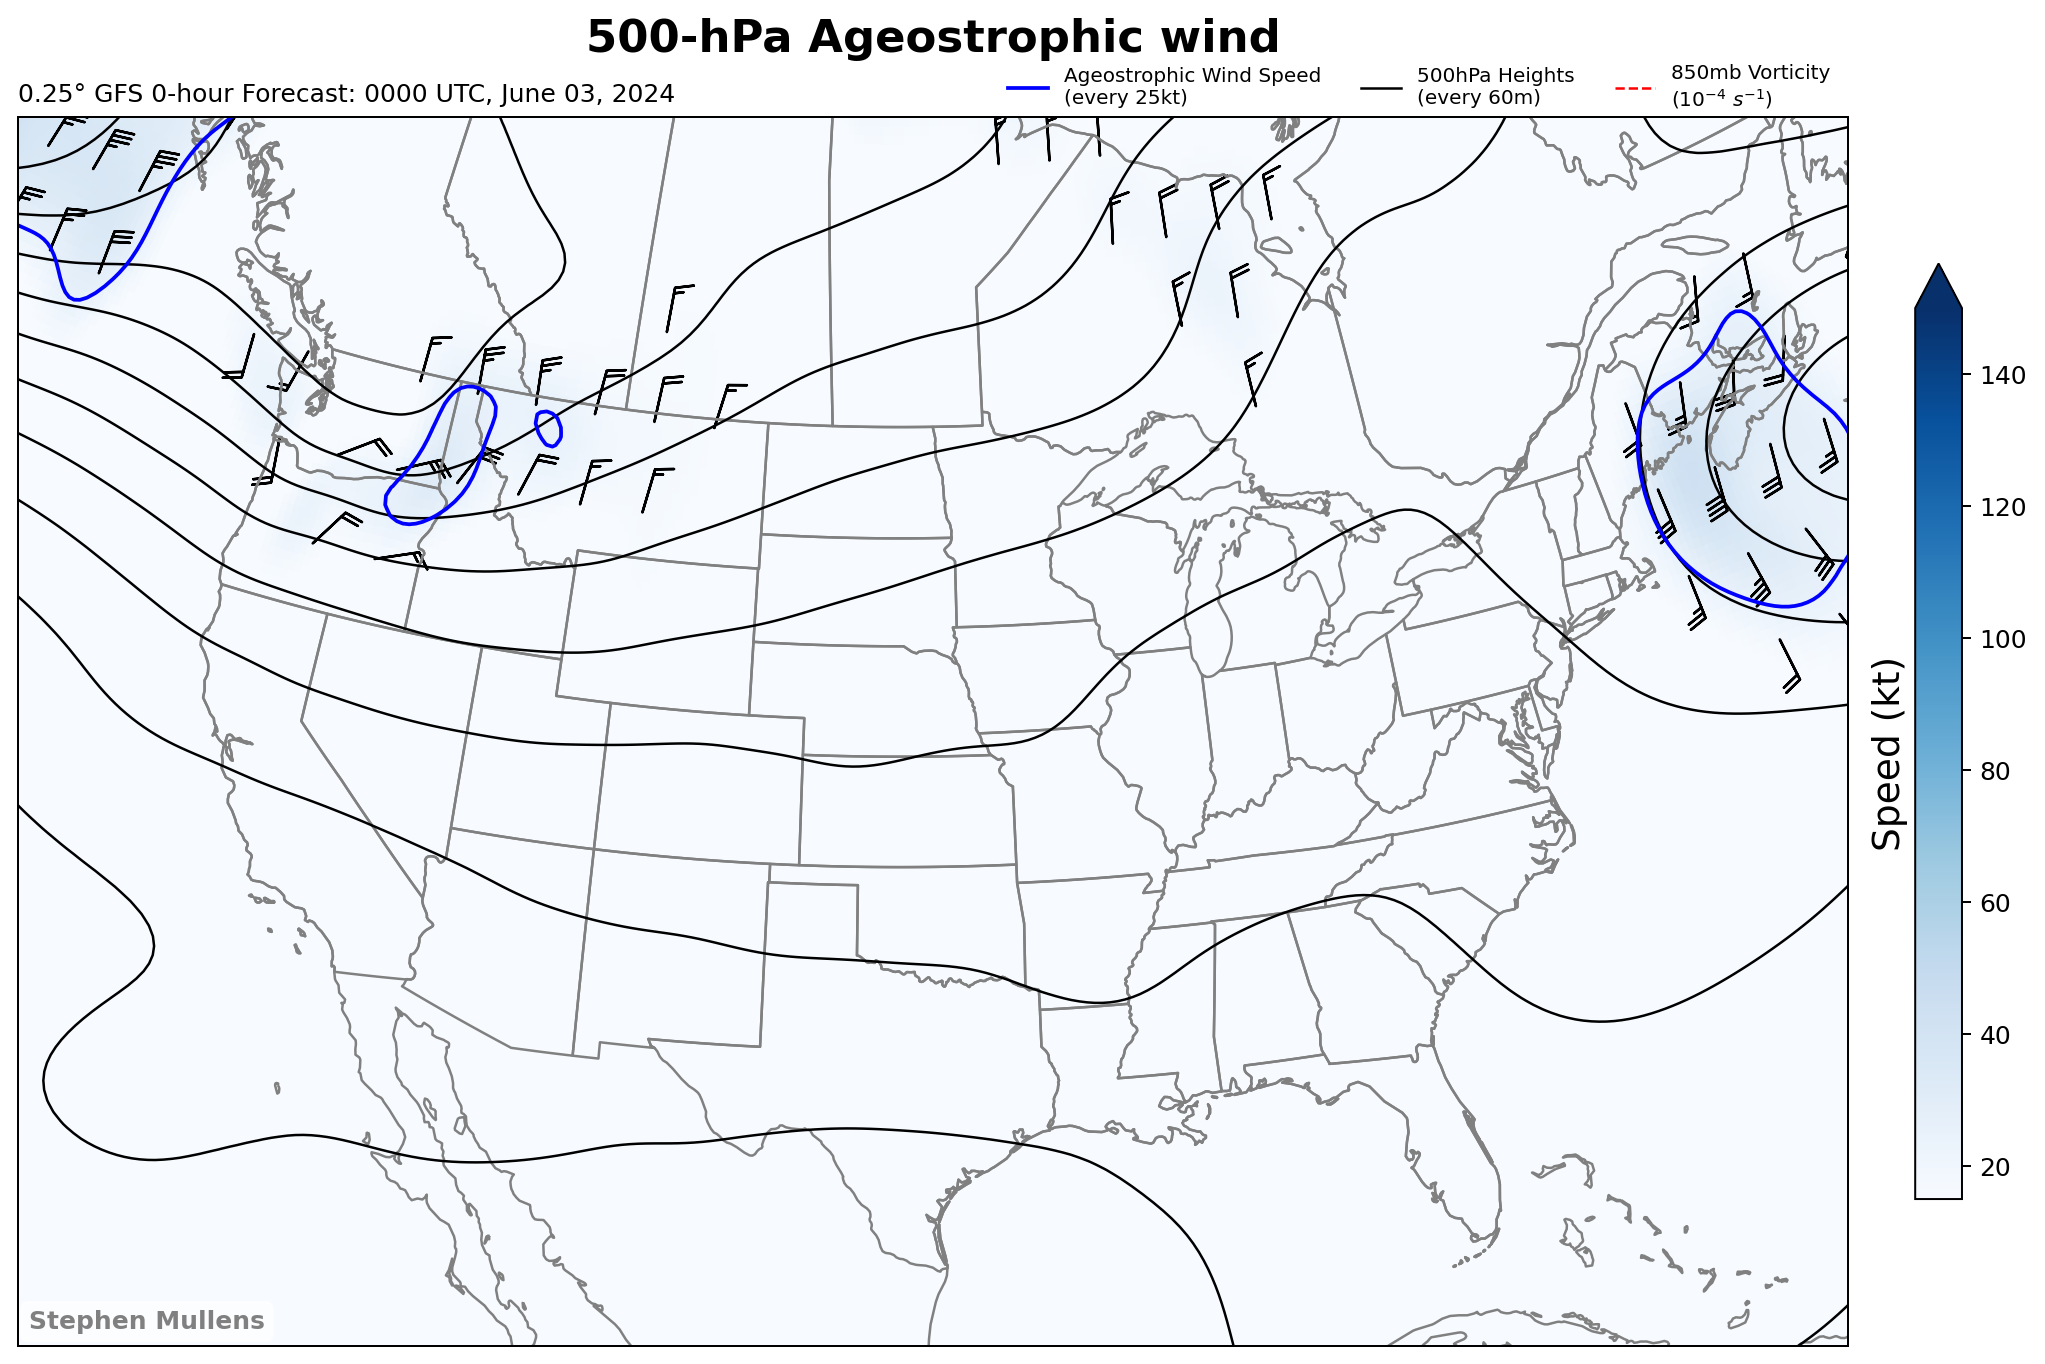 500-hPa Ageostrophic wind
0.25° GFS 0-hour Forecast: 0000 UTC, June 03, 2024
Ageostrophic Wind Speed
(every 25kt)
500hPa Heights
(every 60m)
850mb Vorticity
(10⁻⁴ s⁻¹)
140
120
100
80
60
40
20
Speed (kt)
Stephen Mullens